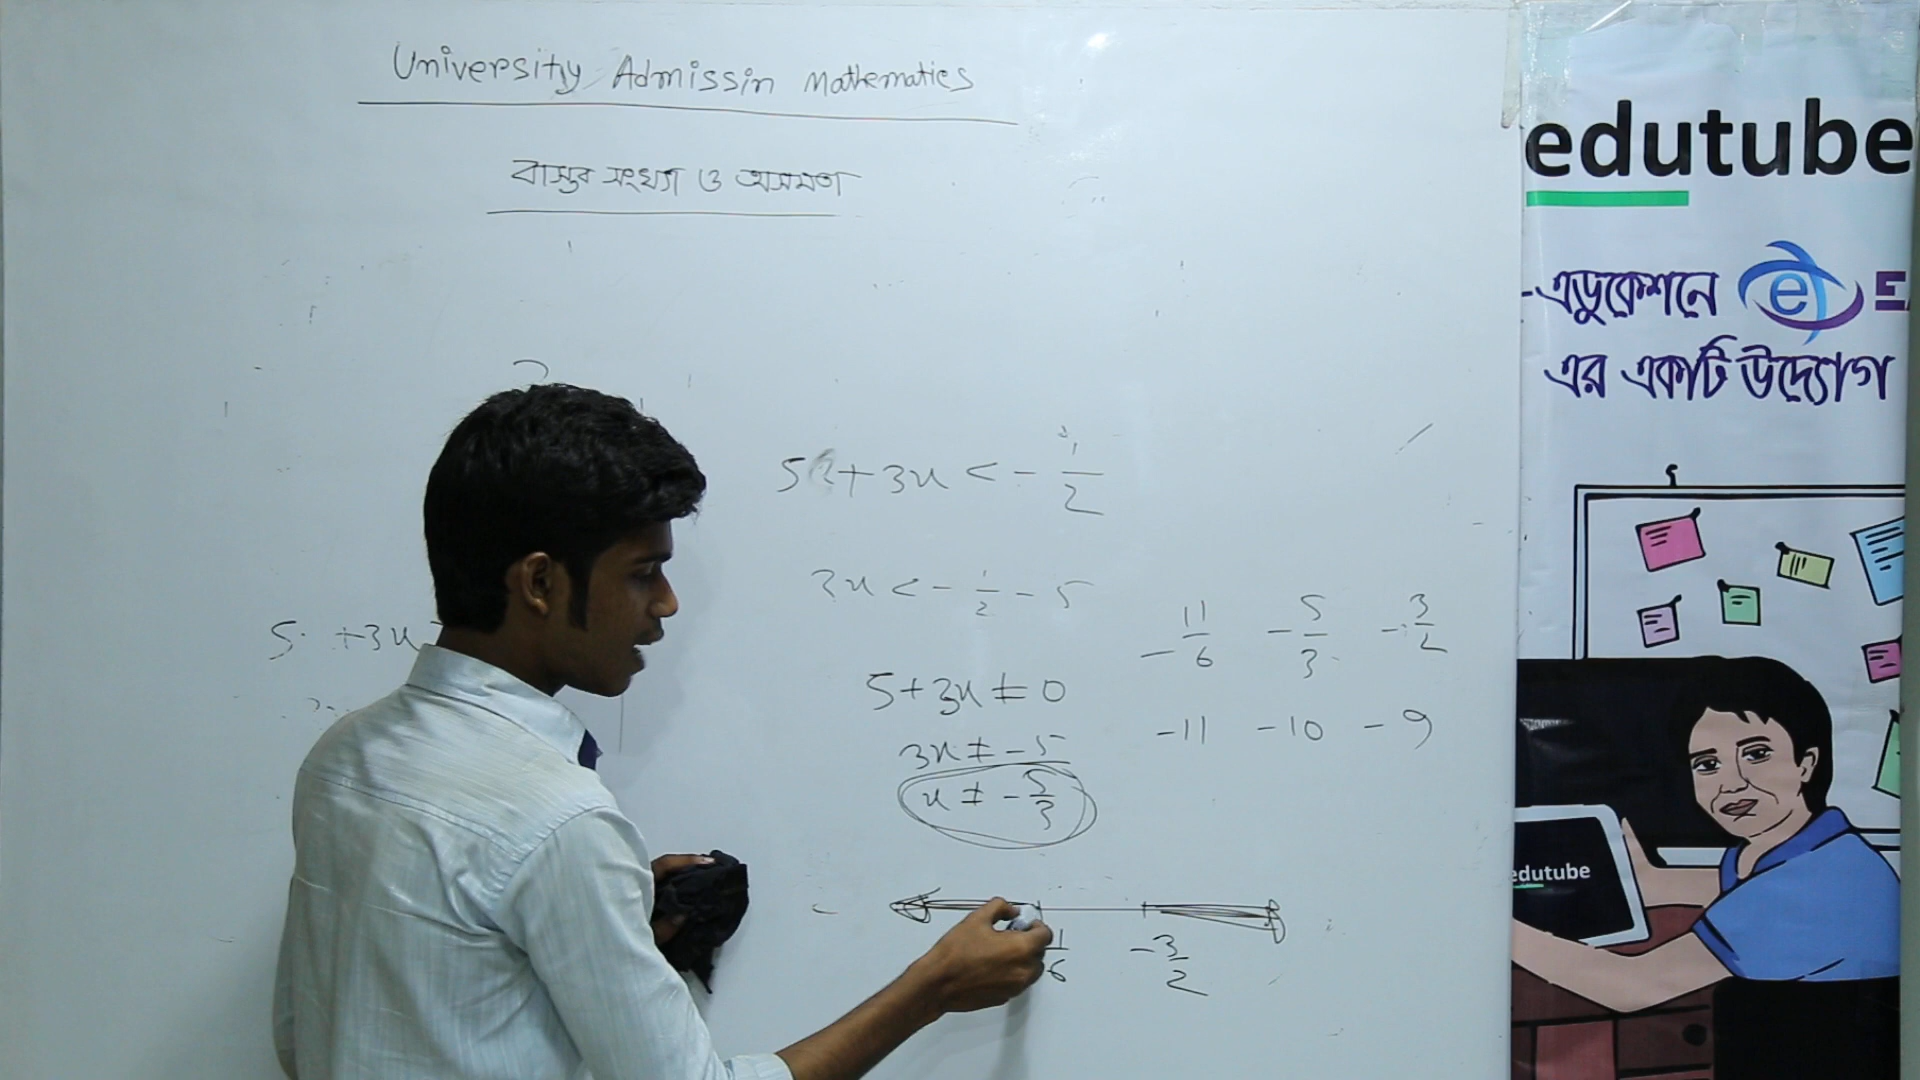 University Admissin Mathematics
বাস্তব সংখ্যা ও অসমতা
5 + 3x < - 1/2
3x < - 1/2 - 5
5 + 3x
5 + 3x ≠ 0
3x ≠ -5
x ≠ - 5/3
- 11/6 - 5/3 - 3/2
-11 -10 -9
- 3/2
edutube
-এডুকেশনে
এর একটি উদ্যোগ
edutube